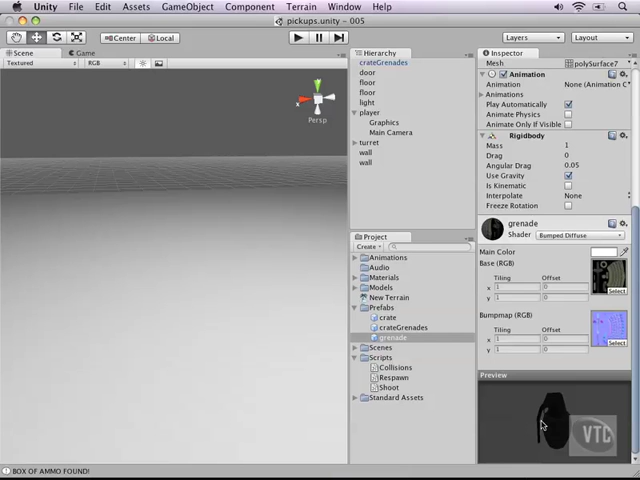 Unity File Edit Assets GameObject Component Terrain Window Help
pickups.unity - 005
Center Local Layers Layout
Scene Game Hierarchy Inspector
Textured RGB
crateGrenades
door
floor
floor
light
player
Graphics
Main Camera
turret
wall
wall
Persp
Project
Create
Animations
Audio
Materials
Models
New Terrain
Prefabs
crate
crateGrenades
grenade
Scenes
Scripts
Collisions
Respawn
Shoot
Standard Assets
Mesh polySurface7
Animation
Animation None (Animation C
Animations
Play Automatically
Animate Physics
Animate Only If Visible
Rigidbody
Mass 1
Drag 0
Angular Drag 0.05
Use Gravity
Is Kinematic
Interpolate None
Freeze Rotation
grenade
Shader Bumped Diffuse
Main Color
Base (RGB)
Tiling Offset
x 1 0
y 1 0
Select
Bumpmap (RGB)
Tiling Offset
x 1 0
y 1 0
Select
Preview
VTC
BOX OF AMMO FOUND!